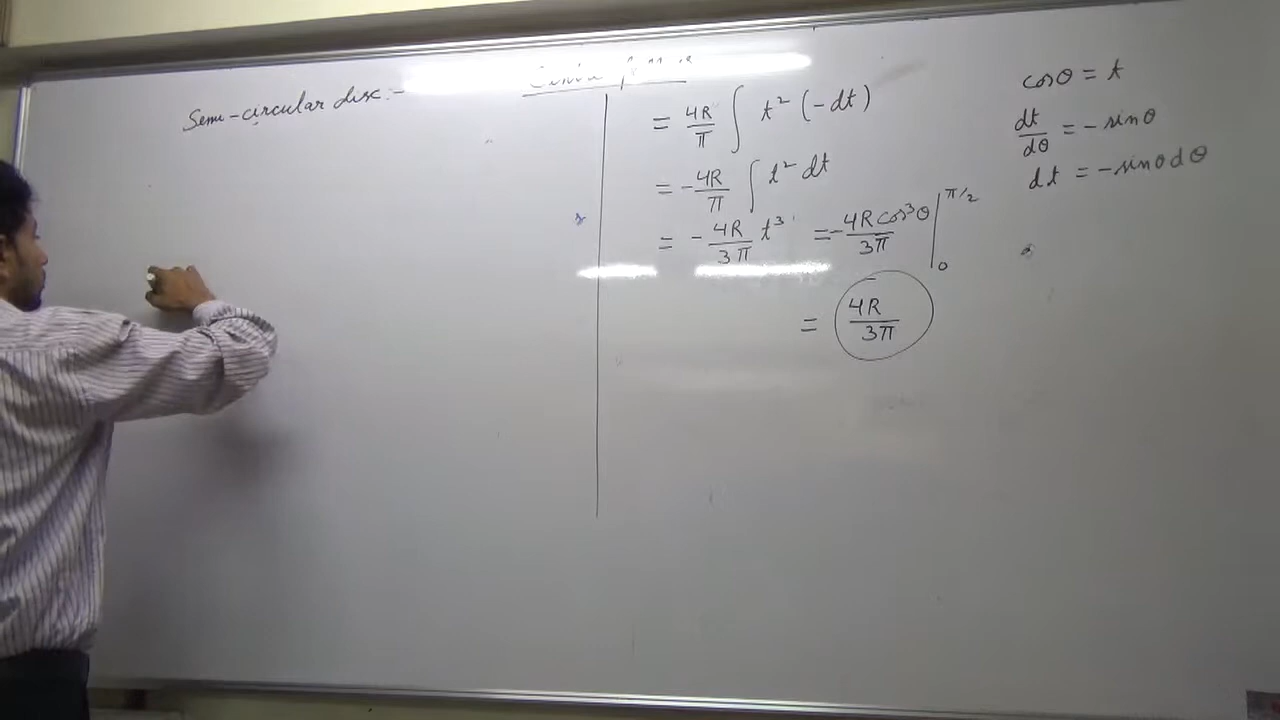 Semi-circular disc :-
= 4R/π ∫ t² (-dt)
= -4R/π ∫ t² dt
= - 4R/3π t³ = -4R cos³θ/3π |₀^π/2
= 4R/3π
cosθ = t
dt/dθ = - sinθ
dt = -sinθ dθ